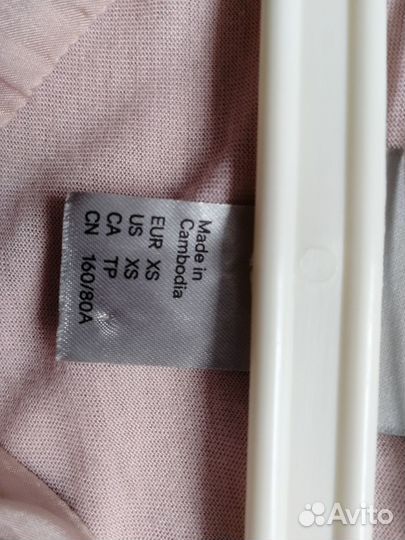 Made in
Cambodia
EUR XS
US XS
CA TP
CN 160/80A
Avito